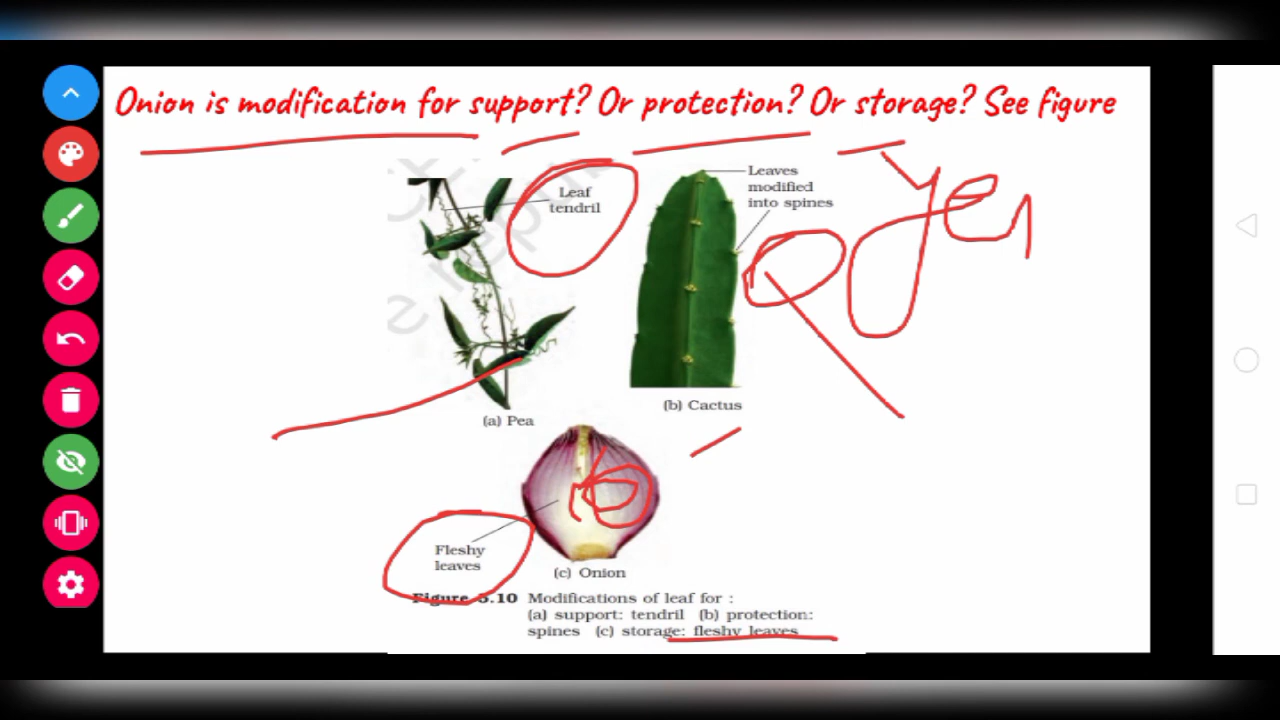 Onion is modification for support? Or protection? Or storage? See figure
Leaf
tendril
Leaves
modified
into spines
yes
(a) Pea
(b) Cactus
Fleshy
leaves
(c) Onion
Figure 5.10 Modifications of leaf for :
(a) support: tendril (b) protection:
spines (c) storage: fleshy leaves